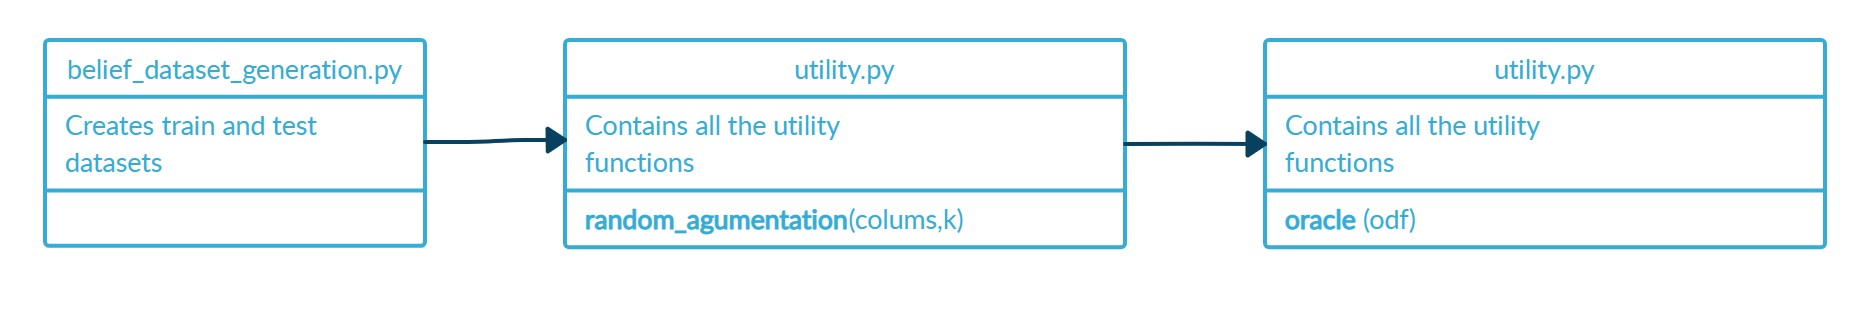 belief_dataset_generation.py
Creates train and test
datasets
utility.py
Contains all the utility
functions
random_agumentation(colums,k)
utility.py
Contains all the utility
functions
oracle (odf)